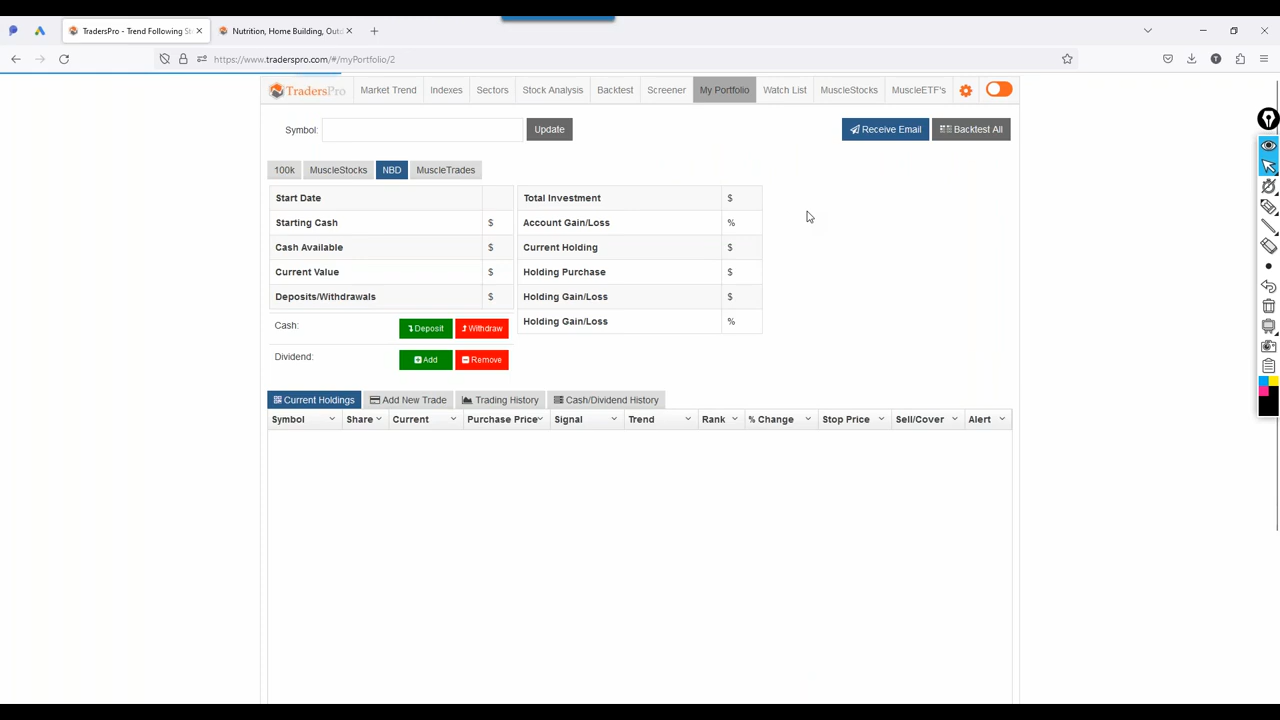 TradersPro - Trend Following St
Nutrition, Home Building, Outd
https://www.traderspro.com/#/myPortfolio/2
TradersPro
Market Trend
Indexes
Sectors
Stock Analysis
Backtest
Screener
My Portfolio
Watch List
MuscleStocks
MuscleETF's
Symbol:
Update
Receive Email
Backtest All
100k
MuscleStocks
NBD
MuscleTrades
Start Date
Total Investment $
Starting Cash $
Account Gain/Loss %
Cash Available $
Current Holding $
Current Value $
Holding Purchase $
Deposits/Withdrawals $
Holding Gain/Loss $
Cash: Deposit Withdraw
Holding Gain/Loss %
Dividend: Add Remove
Current Holdings
Add New Trade
Trading History
Cash/Dividend History
Symbol Share Current Purchase Price Signal Trend Rank % Change Stop Price Sell/Cover Alert